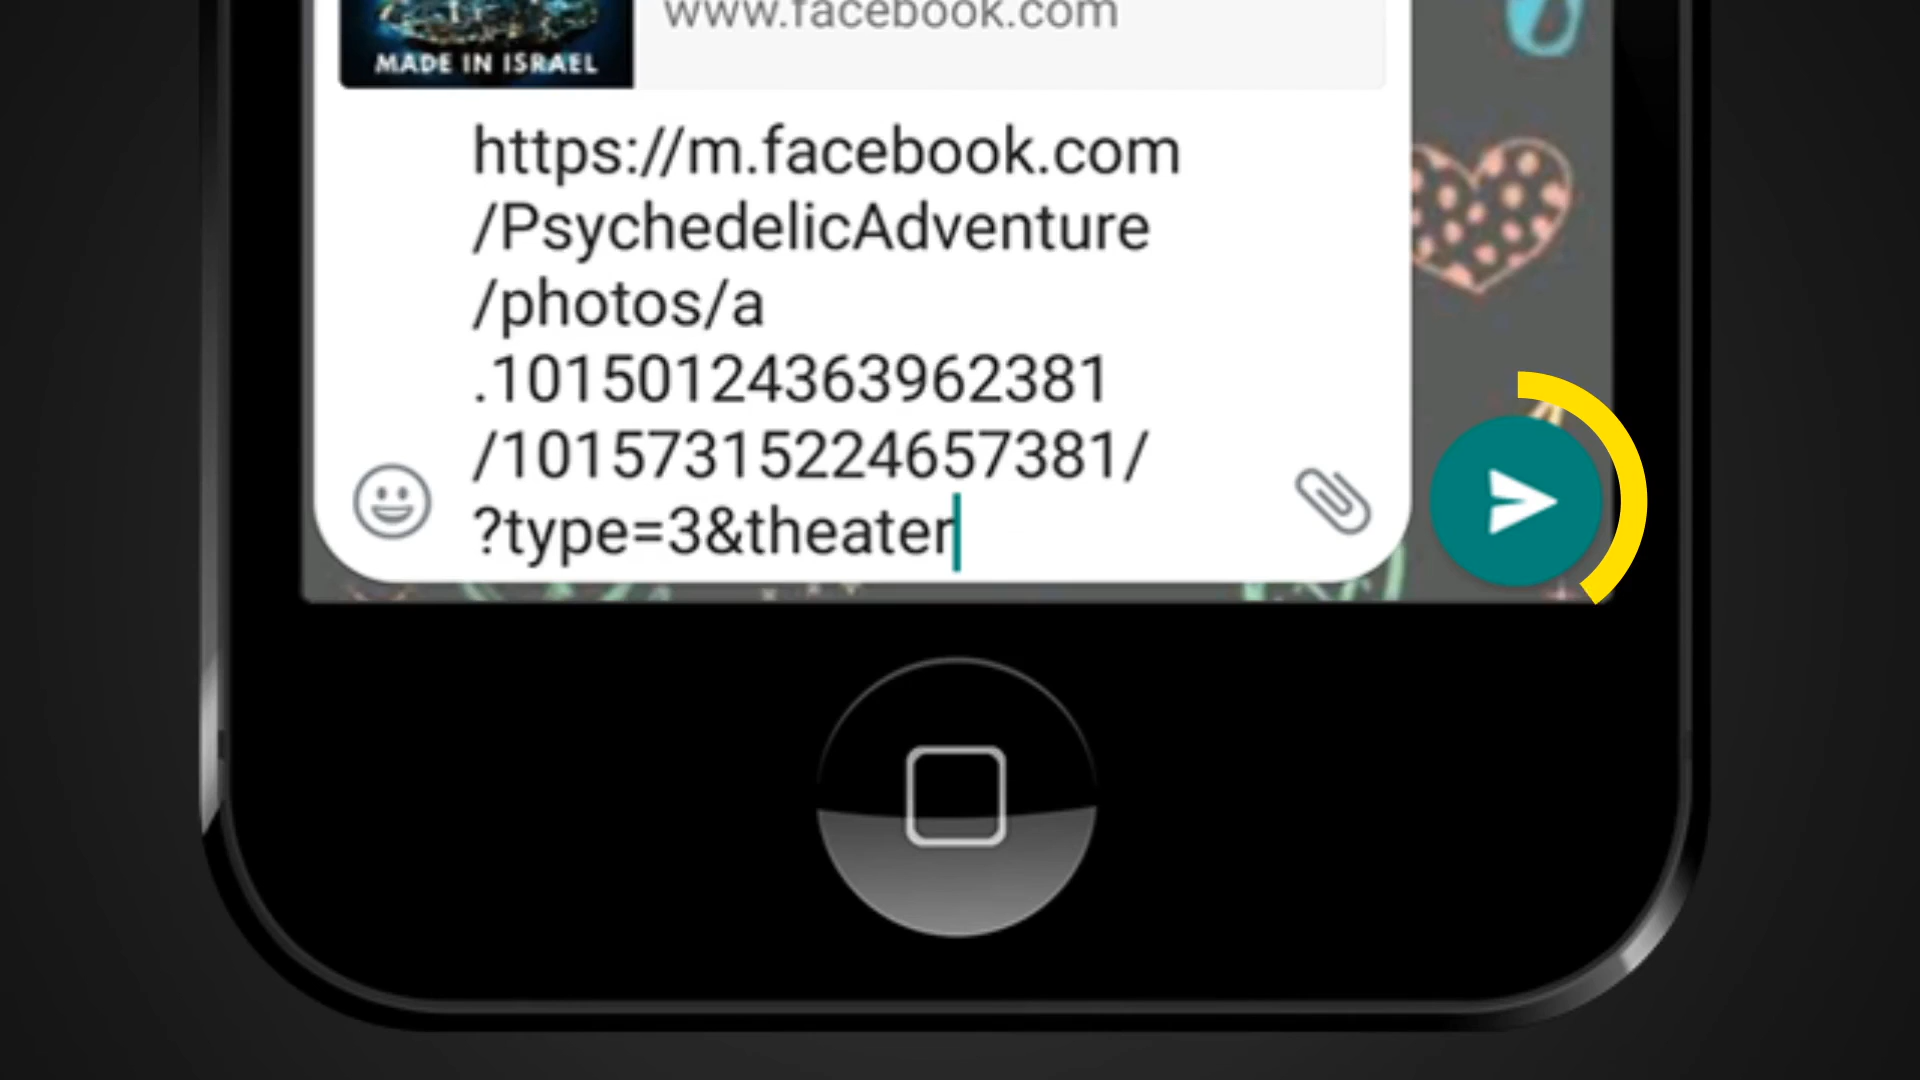 www.facebook.com
MADE IN ISRAEL
https://m.facebook.com
/PsychedelicAdventure
/photos/a
.10150124363962381
/10157315224657381/
?type=3&theater